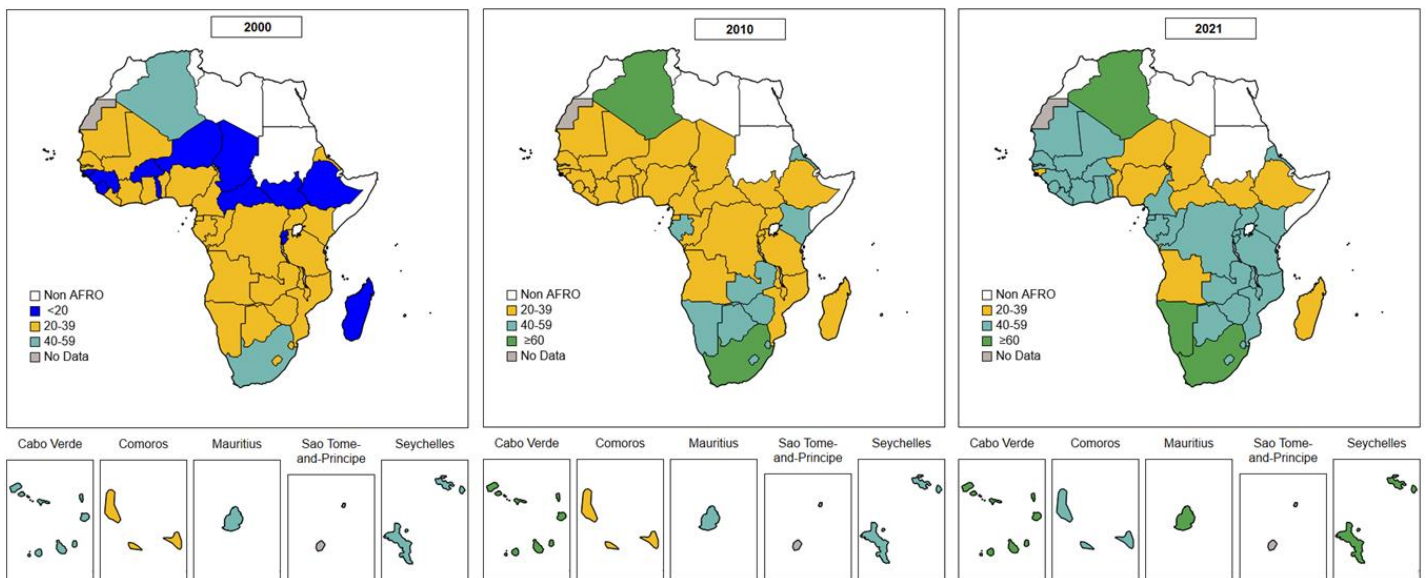 2000
Non AFRO
<20
20-39
40-59
No Data
2010
Non AFRO
20-39
40-59
≥60
No Data
2021
Non AFRO
20-39
40-59
≥60
No Data
Cabo Verde
Comoros
Mauritius
Sao Tome-
and-Principe
Seychelles
Cabo Verde
Comoros
Mauritius
Sao Tome-
and-Principe
Seychelles
Cabo Verde
Comoros
Mauritius
Sao Tome-
and-Principe
Seychelles